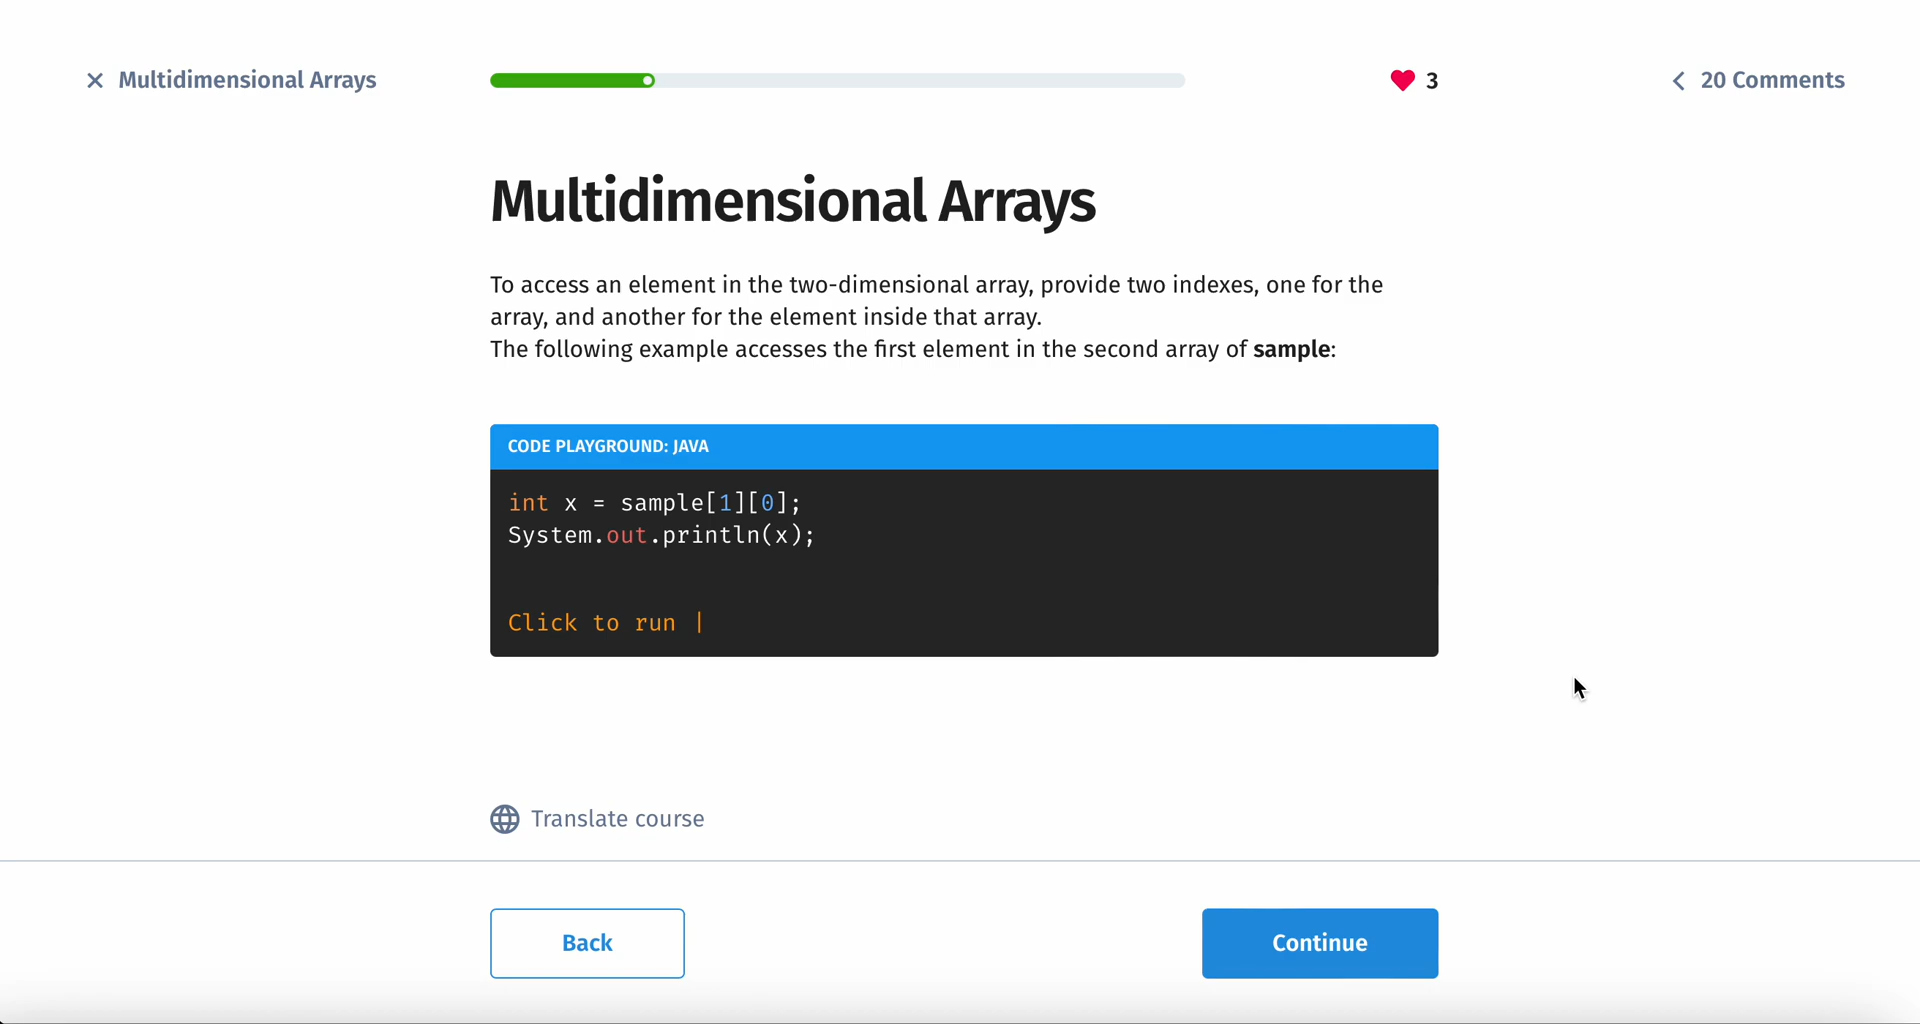 Multidimensional Arrays
3
20 Comments
Multidimensional Arrays
To access an element in the two-dimensional array, provide two indexes, one for the
array, and another for the element inside that array.
The following example accesses the first element in the second array of sample:
CODE PLAYGROUND: JAVA
int x = sample[1][0];
System.out.println(x);
Click to run |
Translate course
Back
Continue